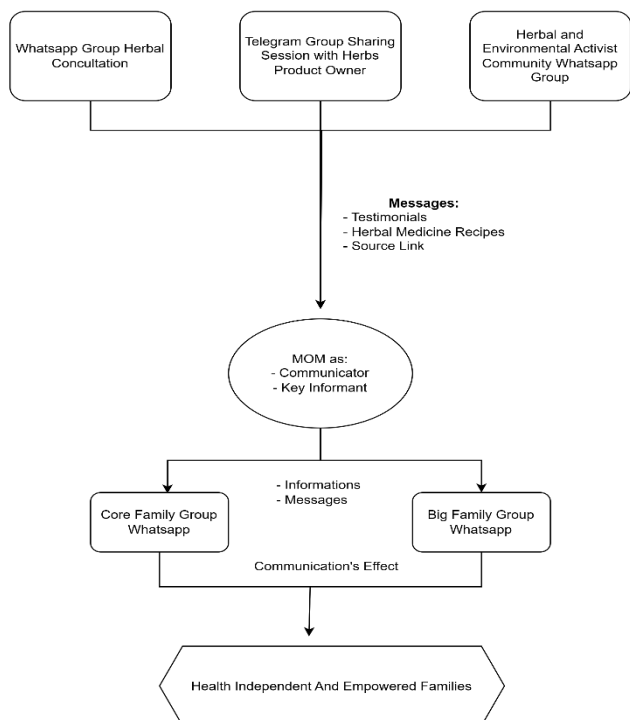 Whatsapp Group Herbal
Concultation
Telegram Group Sharing
Session with Herbs
Product Owner
Herbal and
Environmental Activist
Community Whatsapp
Group
Messages:
- Testimonials
- Herbal Medicine Recipes
- Source Link
MOM as:
- Communicator
- Key Informant
- Informations
- Messages
Core Family Group
Whatsapp
Big Family Group
Whatsapp
Communication's Effect
Health Independent And Empowered Families